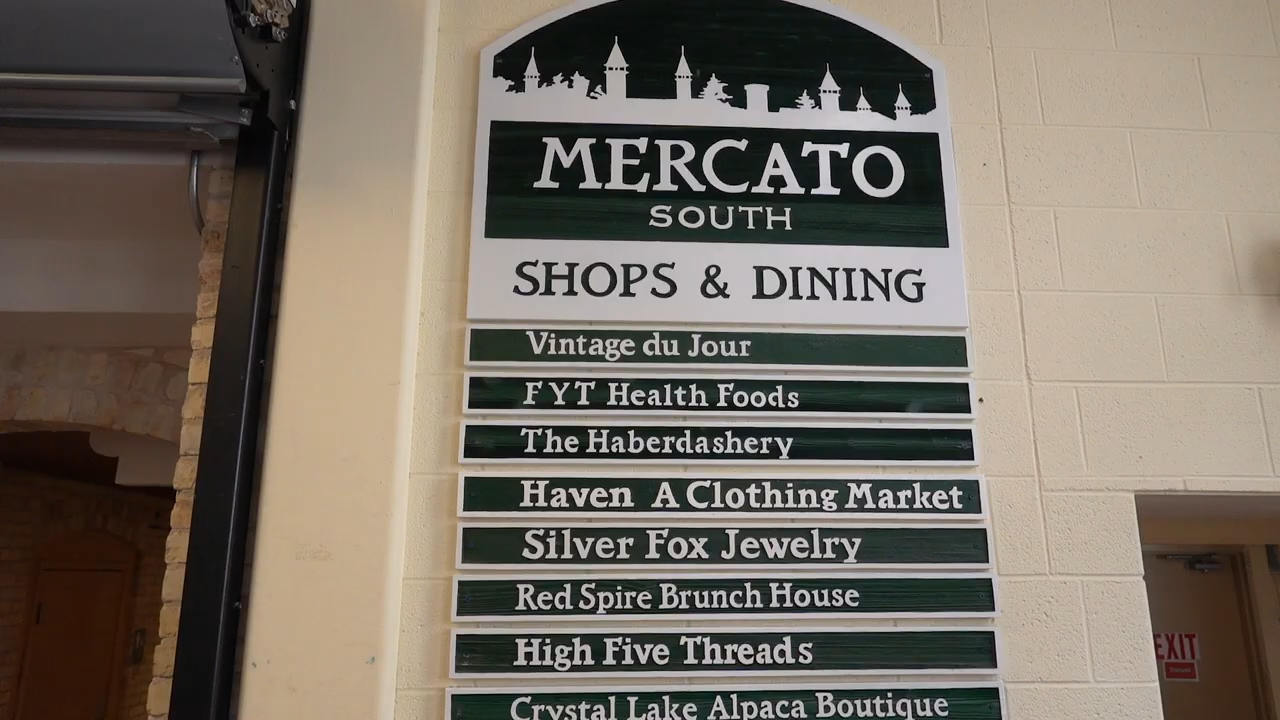 MERCATO
SOUTH
SHOPS & DINING
Vintage du Jour
FYT Health Foods
The Haberdashery
Haven A Clothing Market
Silver Fox Jewelry
Red Spire Brunch House
High Five Threads
Crystal Lake Alpaca Boutique
EXIT